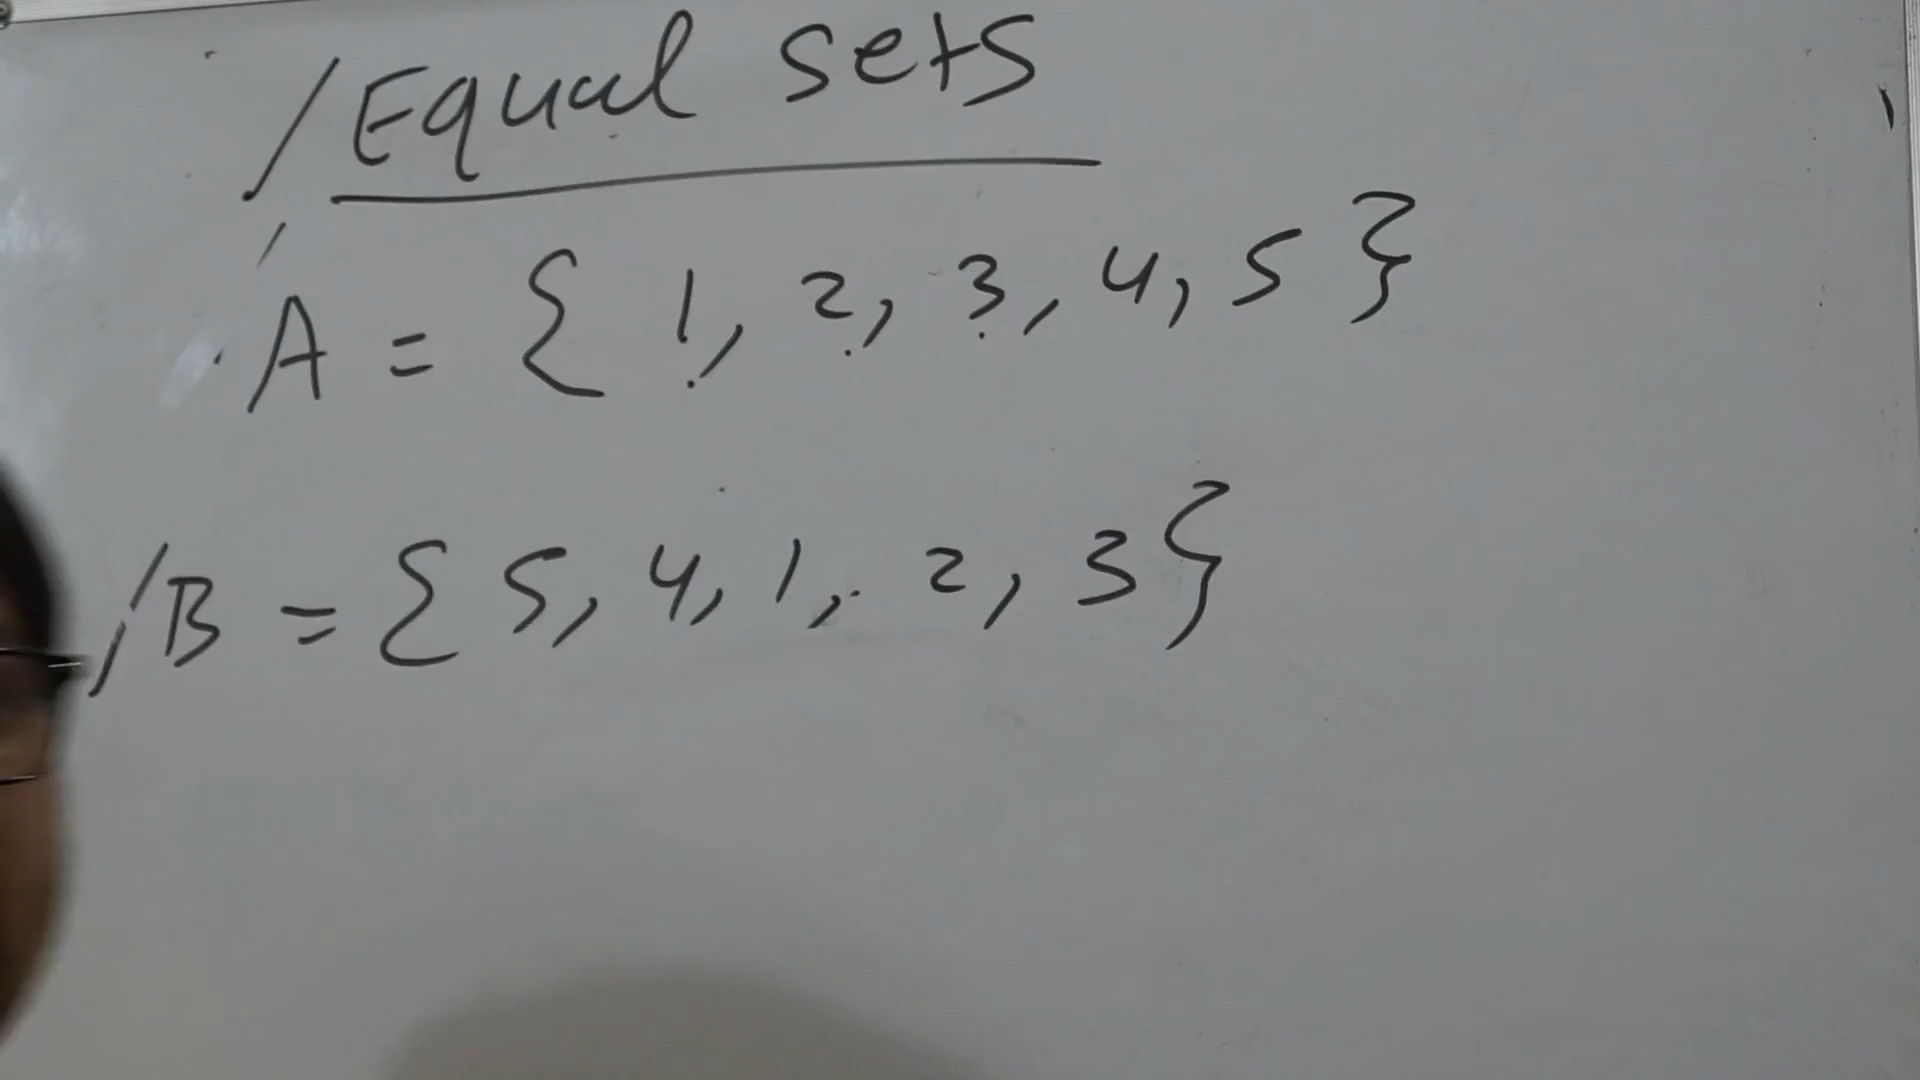 Equal sets
A = { 1, 2, 3, 4, 5 }
B = { 5, 4, 1, 2, 3 }